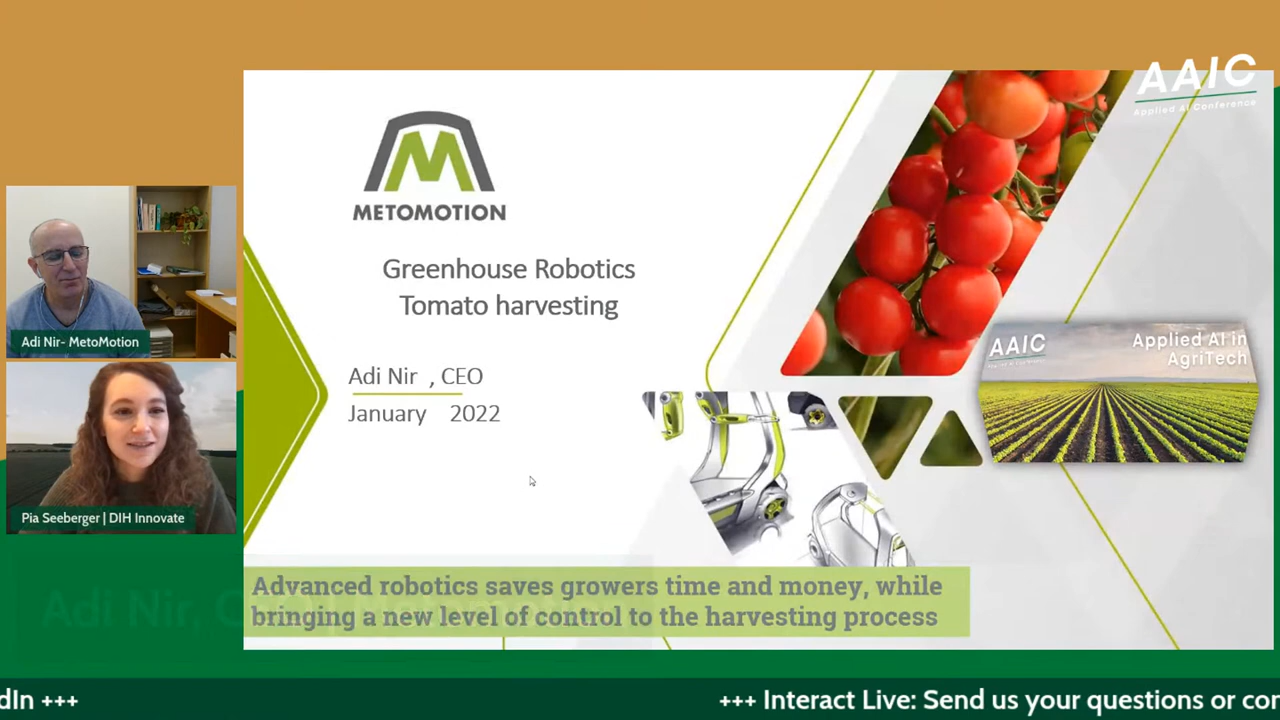 AAIC
Applied AI Conference
METOMOTION
Greenhouse Robotics
Tomato harvesting
Adi Nir , CEO
January 2022
AAIC
Applied AI in
AgriTech
Adi Nir- MetoMotion
Pia Seeberger | DIH Innovate
Advanced robotics saves growers time and money, while
bringing a new level of control to the harvesting process
Adi Nir, C
dIn +++
+++ Interact Live: Send us your questions or cor